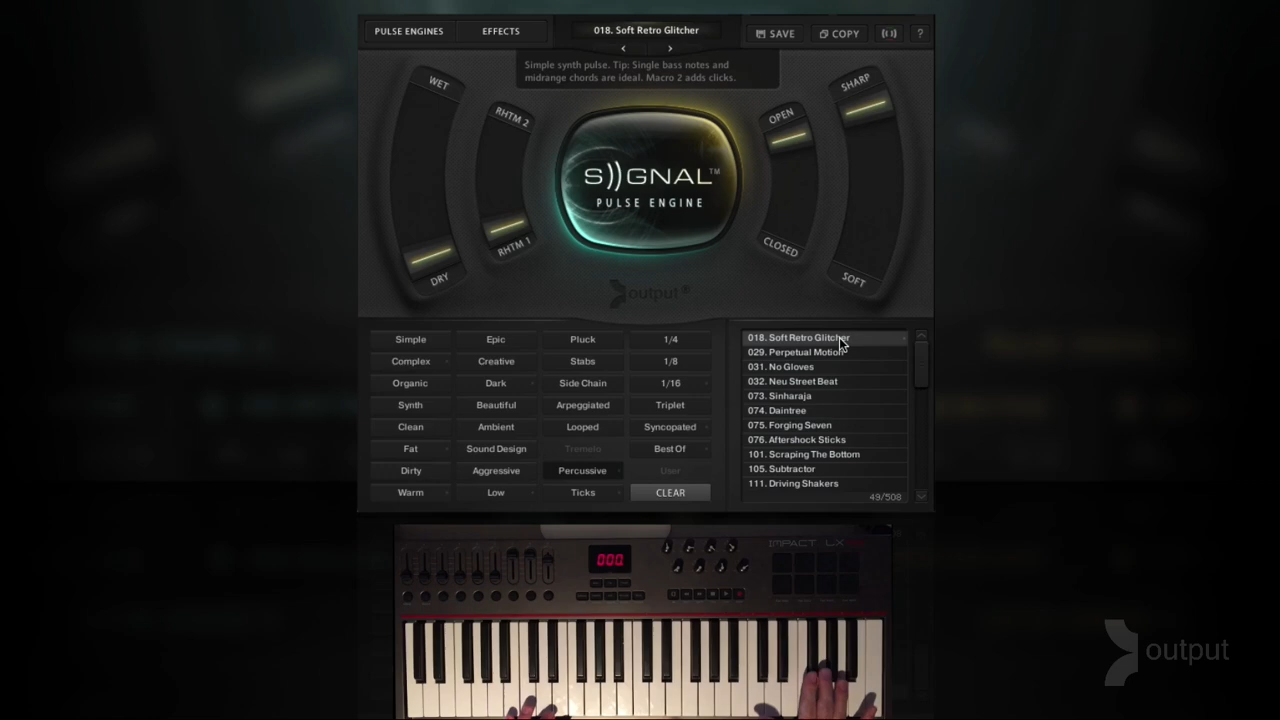 PULSE ENGINES
EFFECTS
018. Soft Retro Glitcher
SAVE
COPY
?
Simple synth pulse. Tip: Single bass notes and
midrange chords are ideal. Macro 2 adds clicks.
WET
DRY
RHTM 2
RHTM 1
S))GNAL™
PULSE ENGINE
OPEN
CLOSED
SHARP
SOFT
output®
Simple Epic Pluck 1/4
Complex Creative Stabs 1/8
Organic Dark Side Chain 1/16
Synth Beautiful Arpeggiated Triplet
Clean Ambient Looped Syncopated
Fat Sound Design Tremelo Best Of
Dirty Aggressive Percussive User
Warm Low Ticks CLEAR
018. Soft Retro Glitcher
029. Perpetual Motion
031. No Gloves
032. Neu Street Beat
073. Sinharaja
074. Daintree
075. Forging Seven
076. Aftershock Sticks
101. Scraping The Bottom
105. Subtractor
111. Driving Shakers
49/508
000
IMPACT LX
output